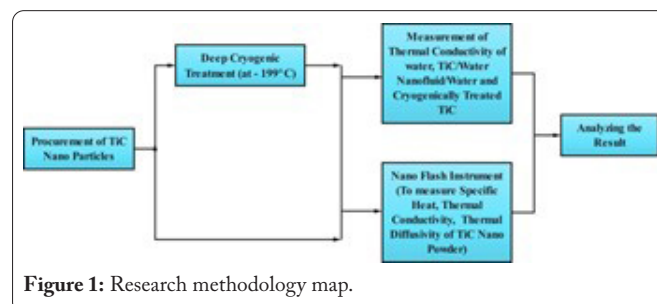 Procurement of TiC
Nano Particles
Deep Cryogenic
Treatment (at - 199°C)
Measurement of
Thermal Conductivity of
water, TiC/Water
Nanofluid/Water and
Cryogenically Treated
TiC
Nano Flash Instrument
(To measure Specific
Heat, Thermal
Conductivity, Thermal
Diffusivity of TiC Nano
Powder)
Analyzing the
Result
Figure 1: Research methodology map.